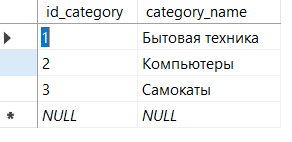 id_category category_name
1 Бытовая техника
2 Компьютеры
3 Самокаты
* NULL NULL